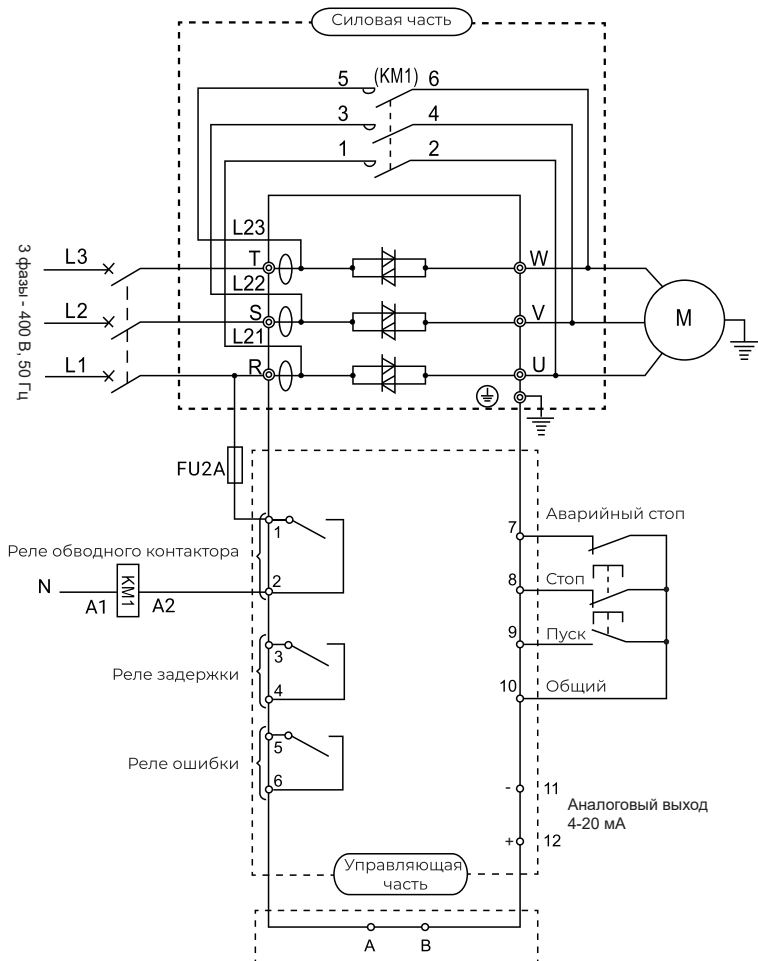 Силовая часть
5 (KM1) 6
3 4
1 2
L23
L3 T W
L22
L2 S V M
L21
L1 R U
3 фазы - 400 В, 50 Гц
FU2A
Реле обводного контактора
1
2
N A1 KM1 A2
Реле задержки
3
4
Реле ошибки
5
6
7 Аварийный стоп
8 Стоп
9 Пуск
10 Общий
- 11
Аналоговый выход
4-20 мА
+ 12
Управляющая
часть
A B